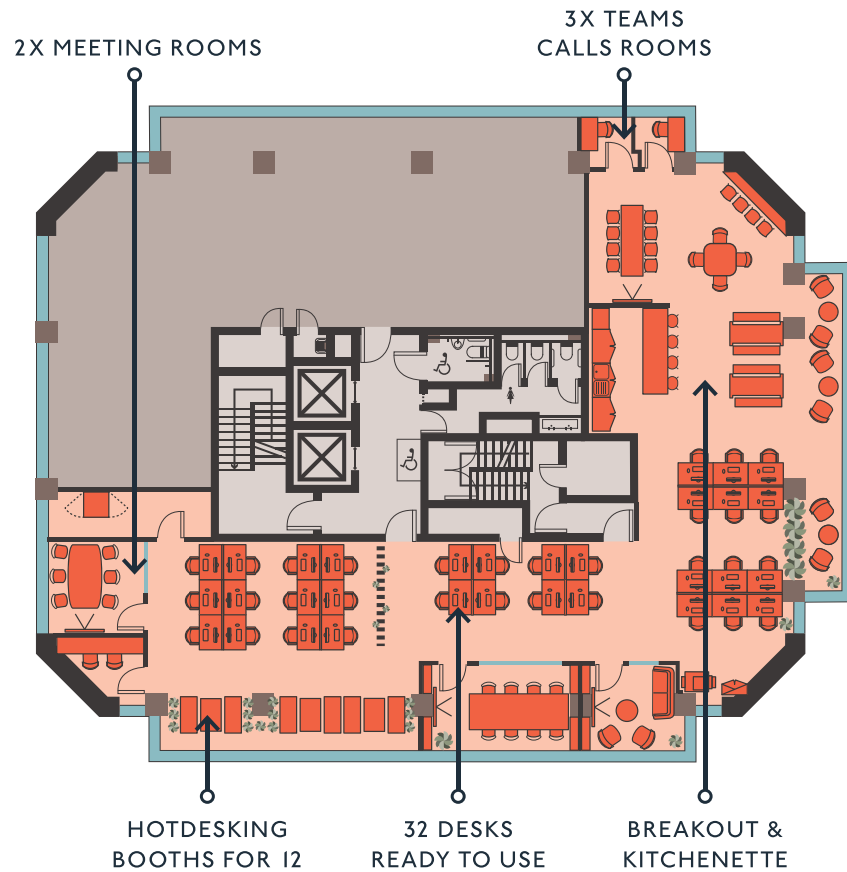 3X TEAMS
CALLS ROOMS
2X MEETING ROOMS
HOTDESKING
BOOTHS FOR 12
32 DESKS
READY TO USE
BREAKOUT &
KITCHENETTE